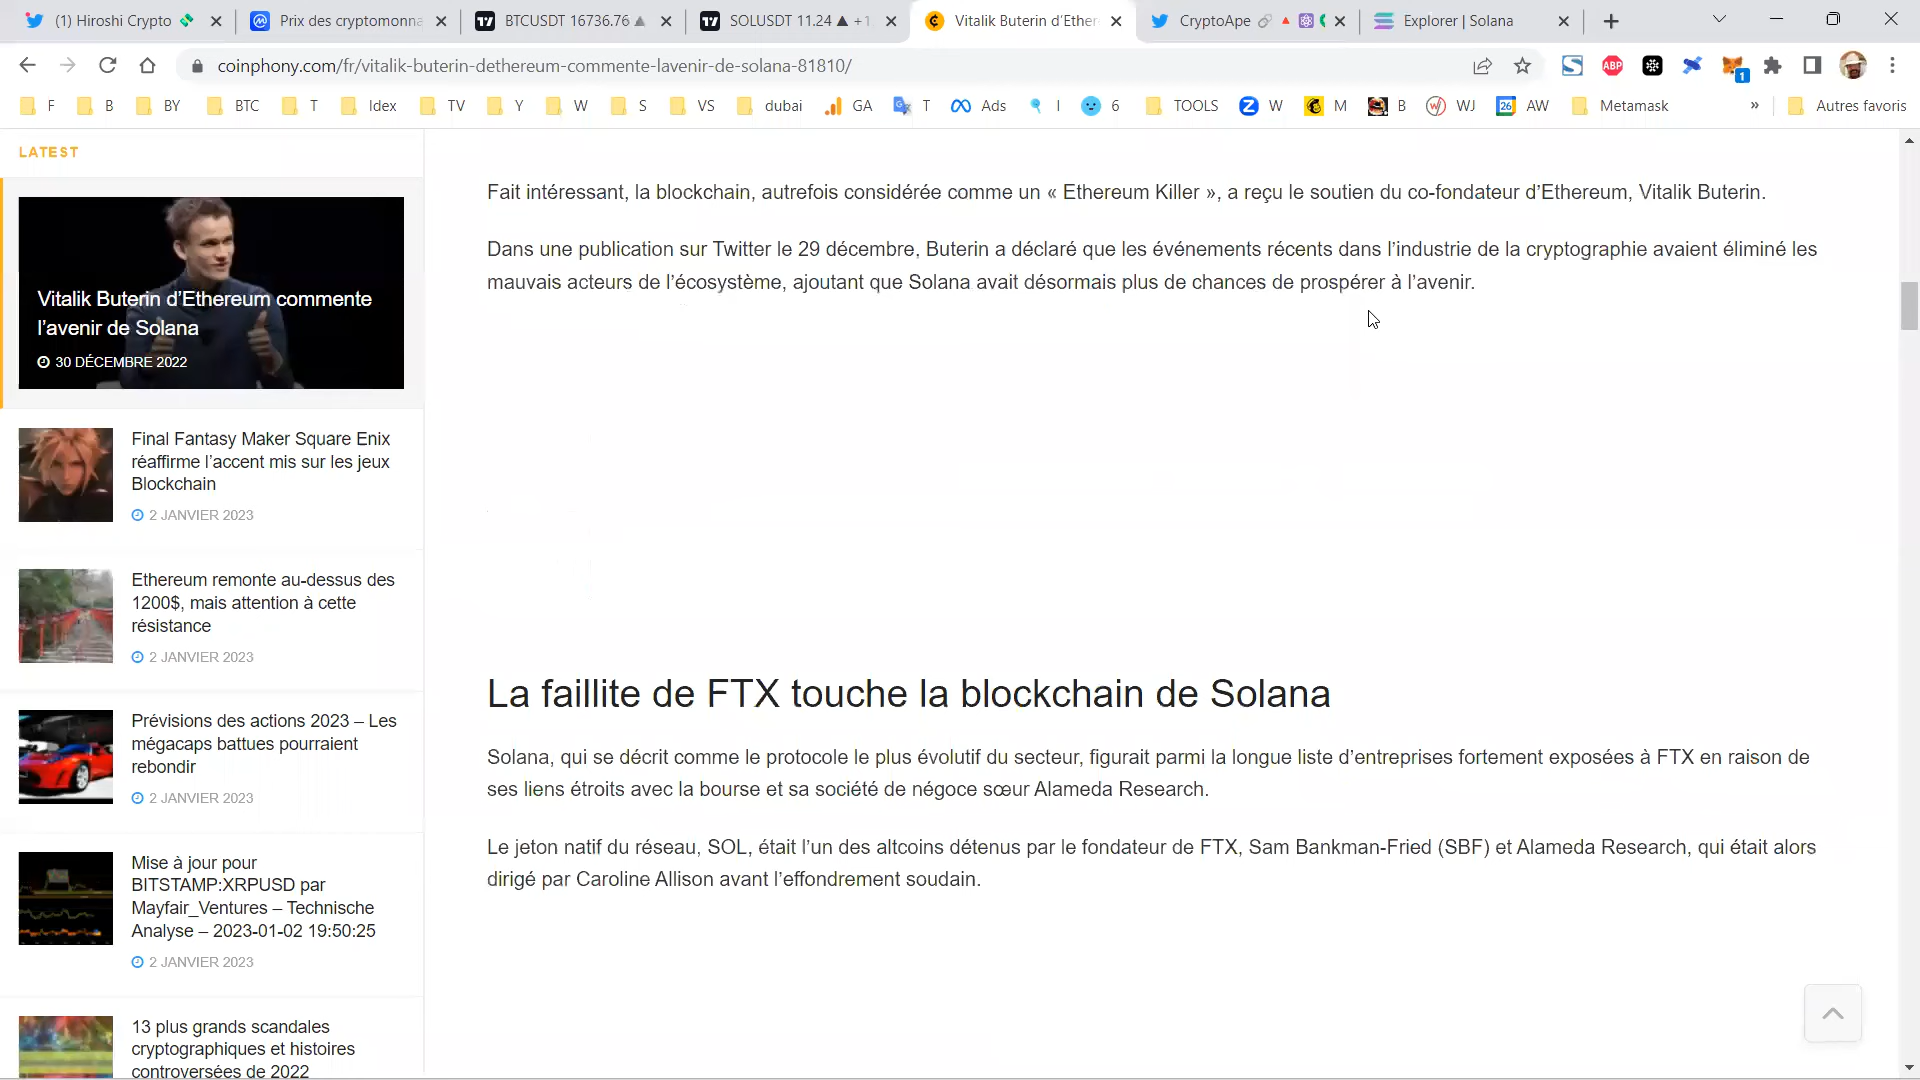 (1) Hiroshi Crypto
Prix des cryptomonna
BTCUSDT 16736.76 ▲
SOLUSDT 11.24 ▲ +1
Vitalik Buterin d'Ether
CryptoApe
Explorer | Solana
coinphony.com/fr/vitalik-buterin-dethereum-commente-lavenir-de-solana-81810/
ABP
1
F B BY BTC T Idex TV Y W S VS dubai GA T Ads I 6 TOOLS W M B WJ 26 AW Metamask » Autres favoris
LATEST
Vitalik Buterin d'Ethereum commente
l'avenir de Solana
30 DÉCEMBRE 2022
Final Fantasy Maker Square Enix
réaffirme l'accent mis sur les jeux
Blockchain
2 JANVIER 2023
Ethereum remonte au-dessus des
1200$, mais attention à cette
résistance
2 JANVIER 2023
Prévisions des actions 2023 – Les
mégacaps battues pourraient
rebondir
2 JANVIER 2023
Mise à jour pour
BITSTAMP:XRPUSD par
Mayfair_Ventures – Technische
Analyse – 2023-01-02 19:50:25
2 JANVIER 2023
13 plus grands scandales
cryptographiques et histoires
controversées de 2022
Fait intéressant, la blockchain, autrefois considérée comme un « Ethereum Killer », a reçu le soutien du co-fondateur d'Ethereum, Vitalik Buterin.
Dans une publication sur Twitter le 29 décembre, Buterin a déclaré que les événements récents dans l'industrie de la cryptographie avaient éliminé les
mauvais acteurs de l'écosystème, ajoutant que Solana avait désormais plus de chances de prospérer à l'avenir.
La faillite de FTX touche la blockchain de Solana
Solana, qui se décrit comme le protocole le plus évolutif du secteur, figurait parmi la longue liste d'entreprises fortement exposées à FTX en raison de
ses liens étroits avec la bourse et sa société de négoce sœur Alameda Research.
Le jeton natif du réseau, SOL, était l'un des altcoins détenus par le fondateur de FTX, Sam Bankman-Fried (SBF) et Alameda Research, qui était alors
dirigé par Caroline Allison avant l'effondrement soudain.